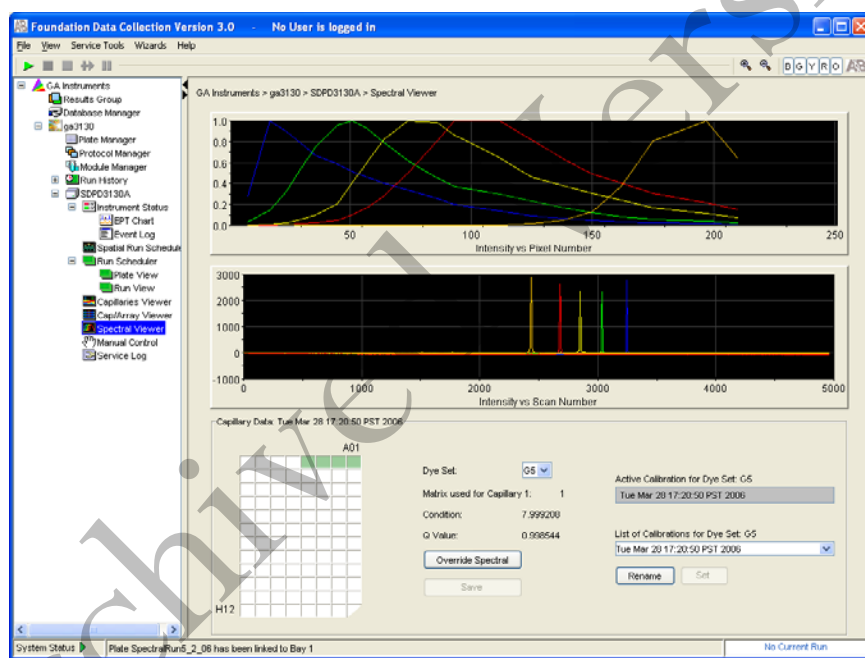 Foundation Data Collection Version 3.0 - No User is logged in
File View Service Tools Wizards Help
B G Y R O
GA Instruments
Results Group
Database Manager
ga3130
Plate Manager
Protocol Manager
Module Manager
Run History
SDPD3130A
Instrument Status
EPT Chart
Event Log
Spatial Run Schedule
Run Scheduler
Plate View
Run View
Capillaries Viewer
Cap/Array Viewer
Spectral Viewer
Manual Control
Service Log
GA Instruments > ga3130 > SDPD3130A > Spectral Viewer
1.0
0.8
0.6
0.4
0.2
0.0
50 100 150 200 250
Intensity vs Pixel Number
3000
2000
1000
0
-1000
0 1000 2000 3000 4000 5000
Intensity vs Scan Number
Capillary Data: Tue Mar 28 17:20:50 PST 2006
A01
H12
Dye Set: G5
Matrix used for Capillary 1: 1
Condition: 7.999208
Q Value: 0.998544
Override Spectral
Save
Active Calibration for Dye Set: G5
Tue Mar 28 17:20:50 PST 2006
List of Calibrations for Dye Set: G5
Tue Mar 28 17:20:50 PST 2006
Rename Set
System Status Plate SpectralRun5_2_06 has been linked to Bay 1 No Current Run